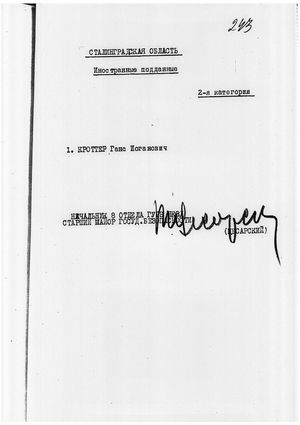 243
СТАЛИНГРАДСКАЯ ОБЛАСТЬ
Иностранные подданные
2-я категория
1. КРОТТЕР Ганс Иоганович
НАЧАЛЬНИК 8 ОТДЕЛА ГУГБ НКВД
СТАРШИЙ МАЙОР ГОСУД.БЕЗОПАСНОСТИ
(ЦЕСАРСКИЙ)